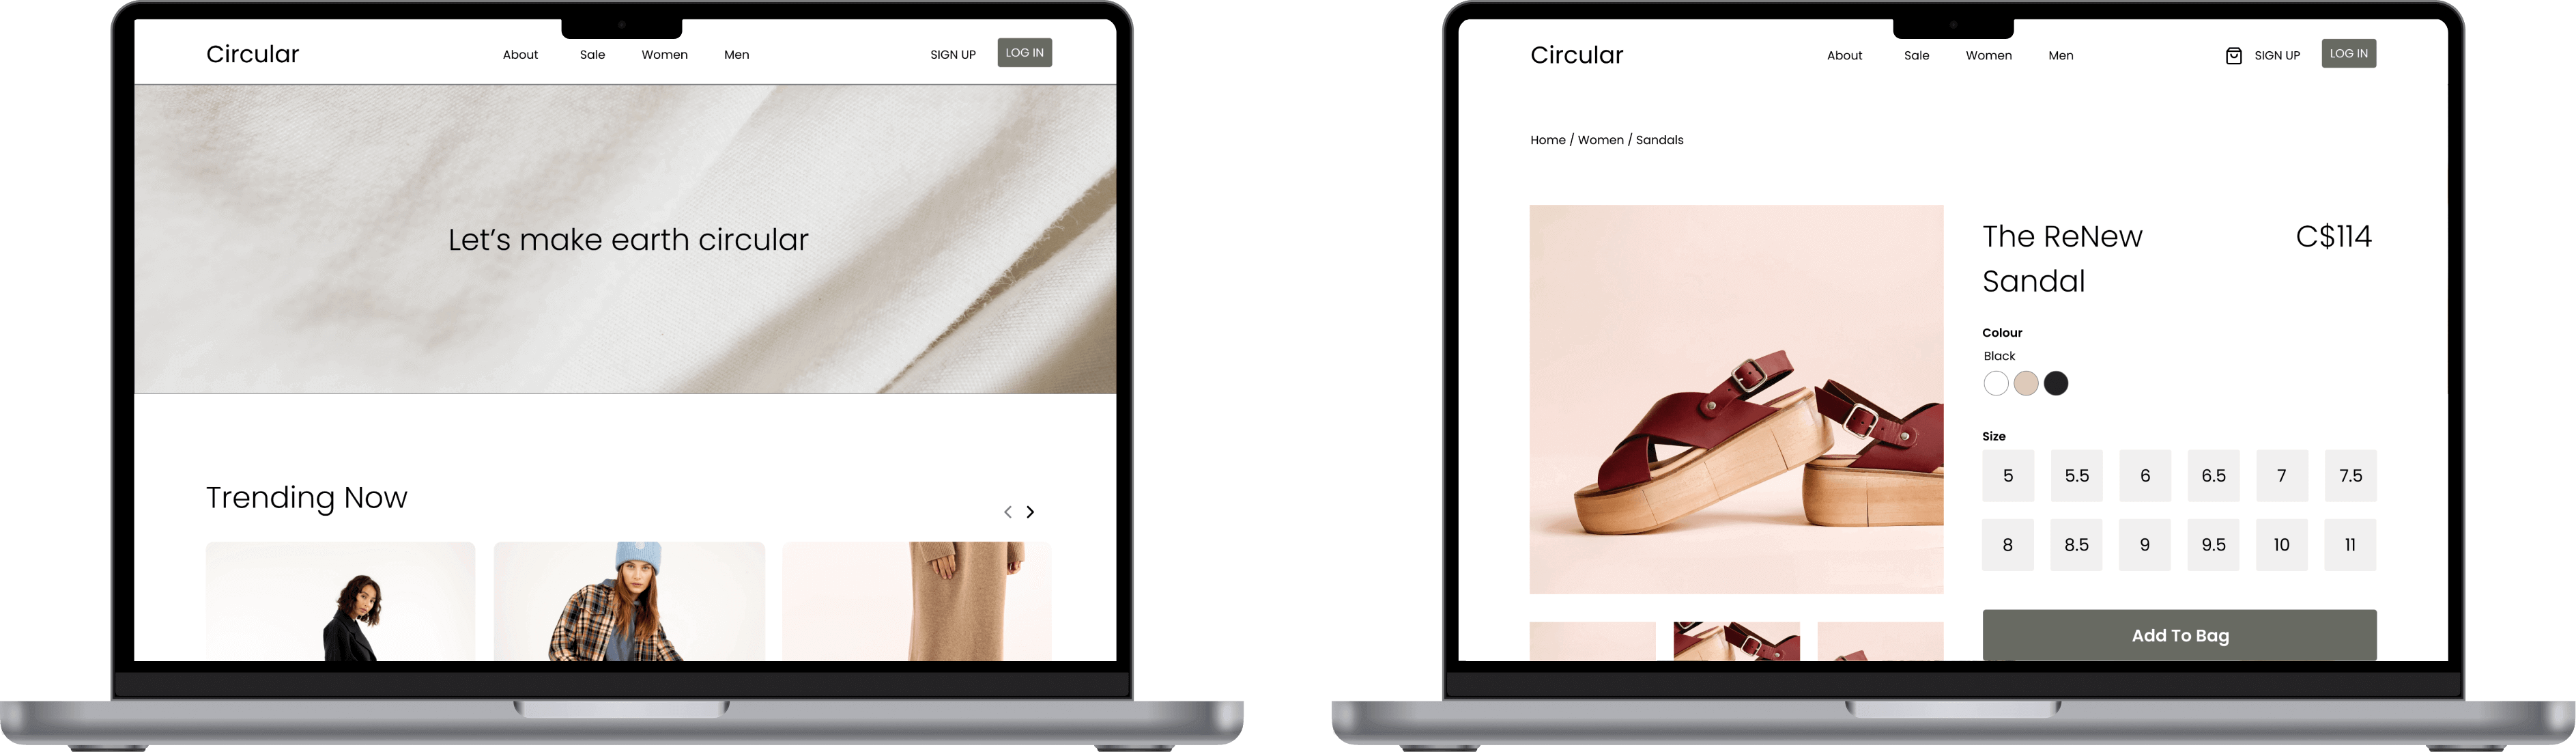 Circular
About Sale Women Men
SIGN UP LOG IN
Let's make earth circular
Trending Now
Circular
About Sale Women Men
SIGN UP LOG IN
Home / Women / Sandals
The ReNew C$114
Sandal
Colour
Black
Size
5 5.5 6 6.5 7 7.5
8 8.5 9 9.5 10 11
Add To Bag